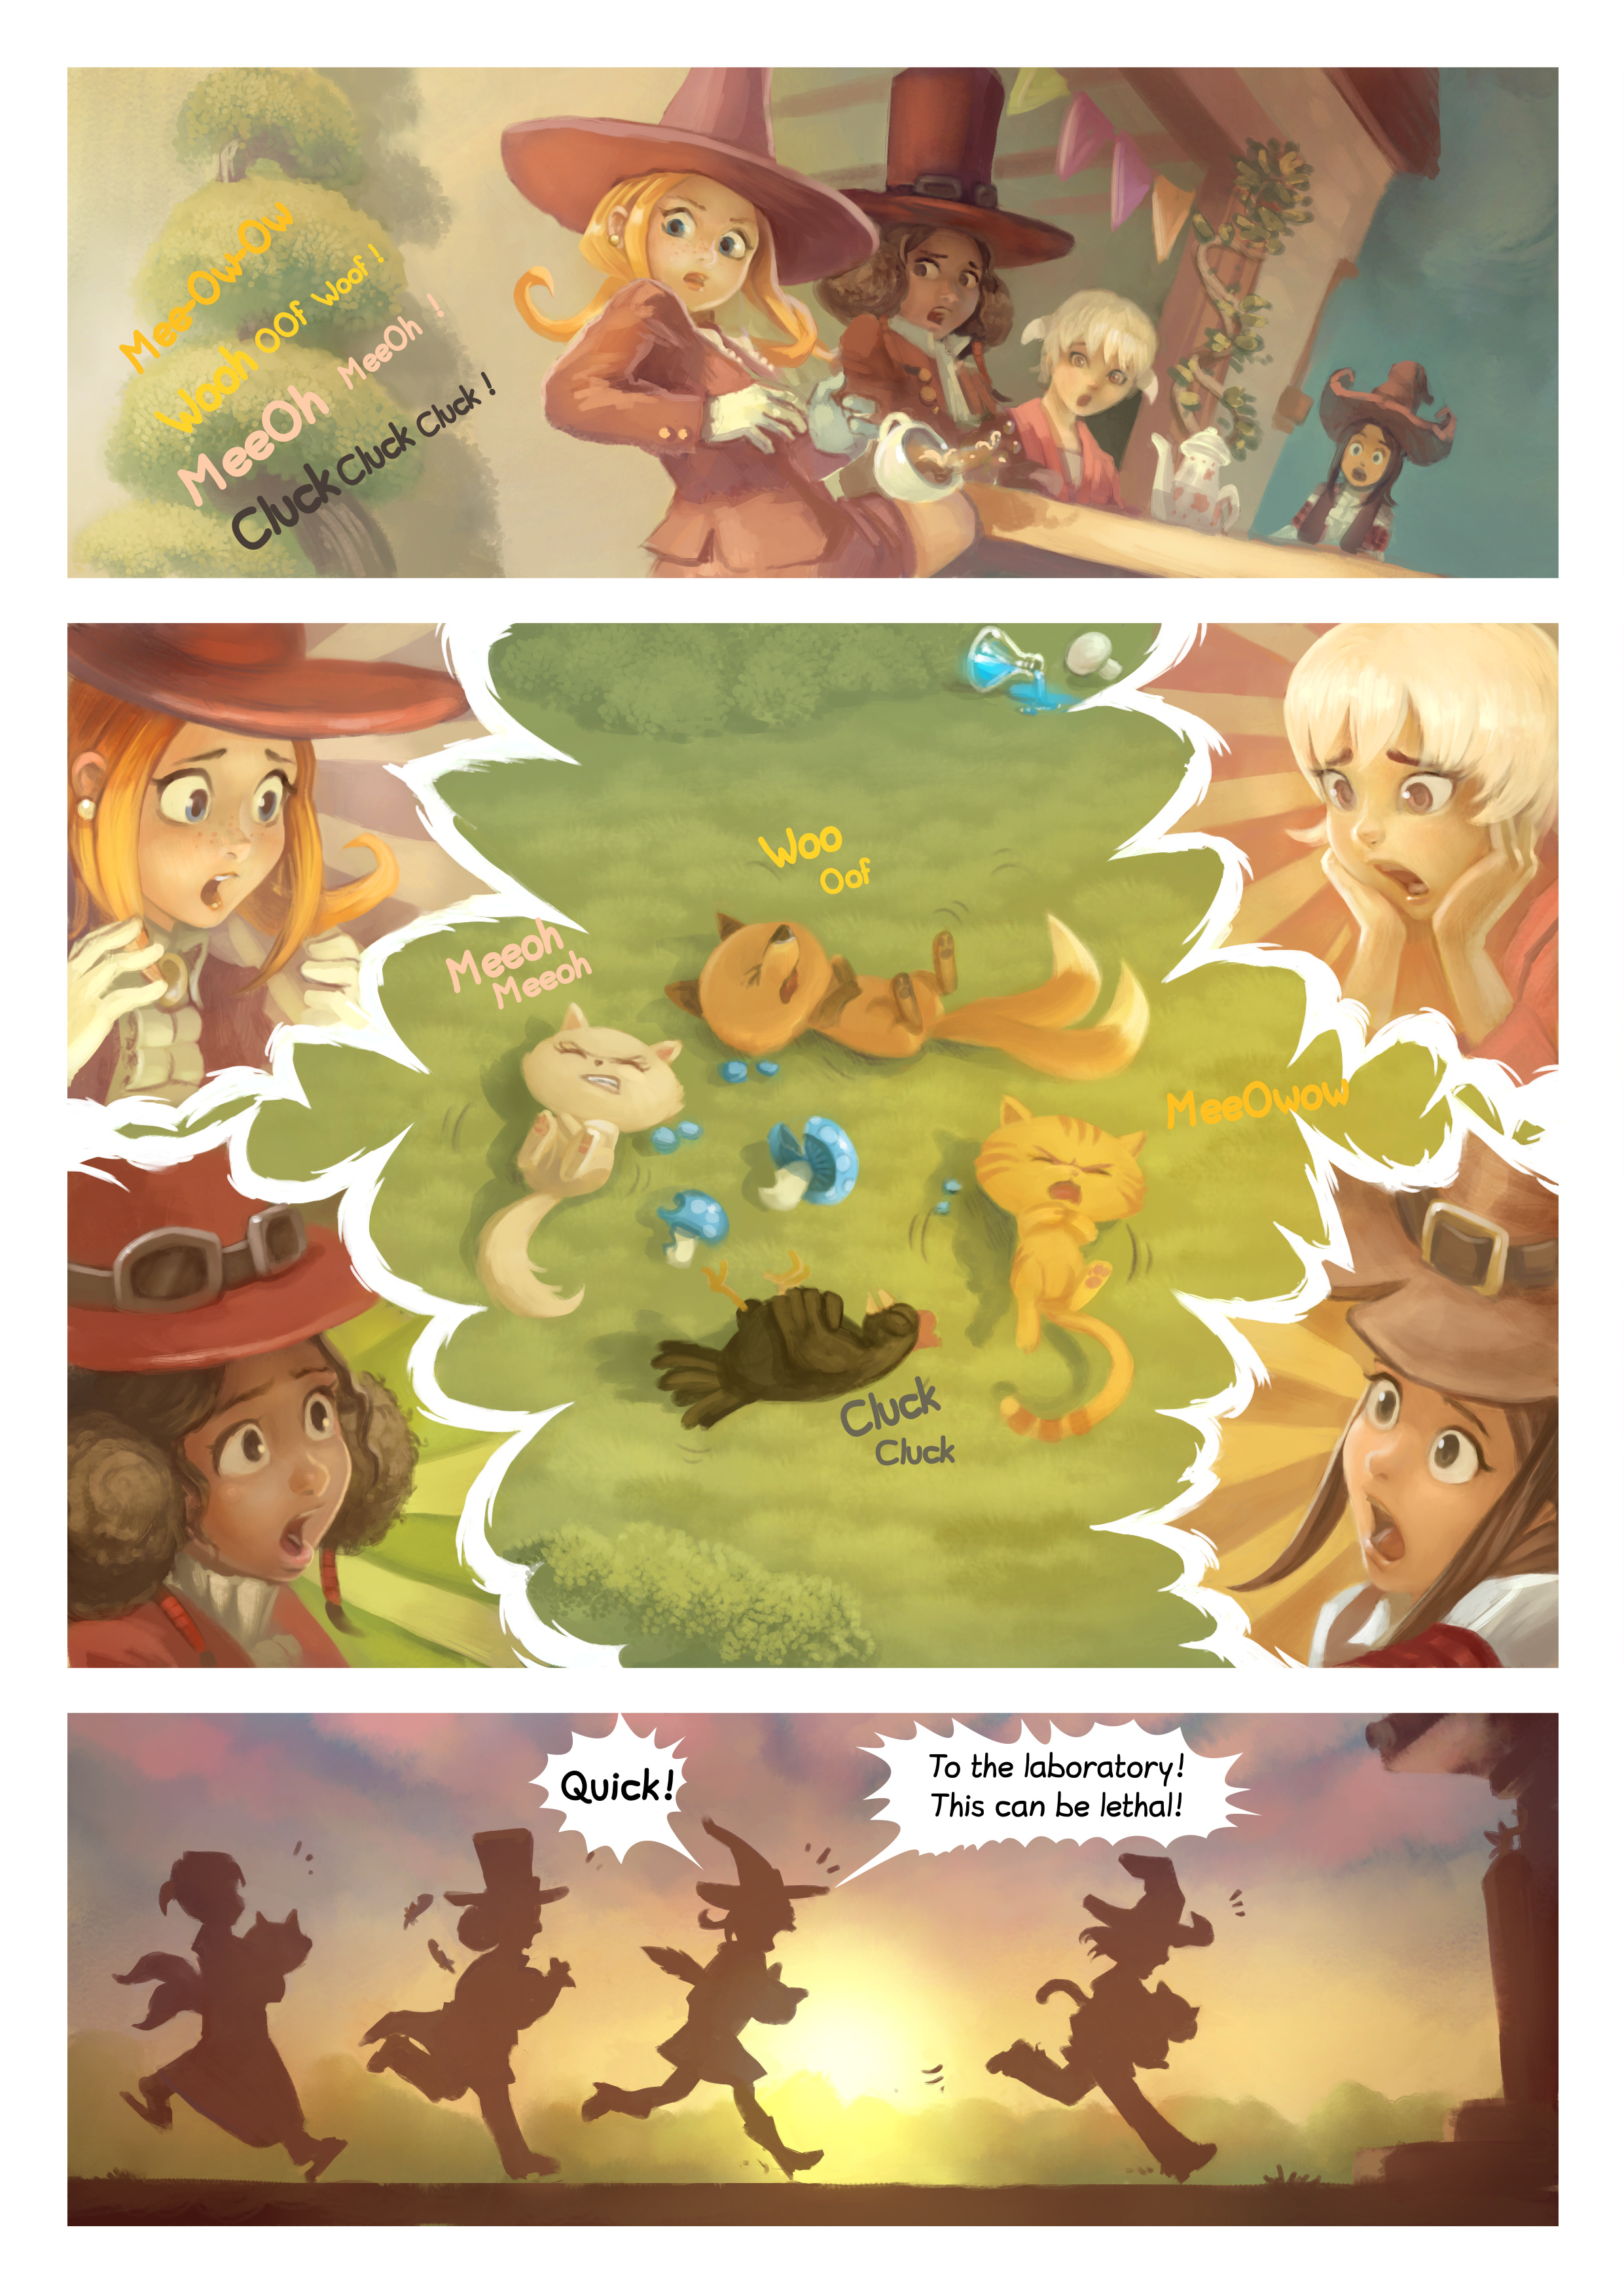 Mee-Ow-Ow
Wooh OOf Woof !
MeeOh MeeOh !
Cluck Cluck Cluck !
Woo
Oof
Meeoh
Meeoh
MeeOwow
Cluck
Cluck
Quick!
To the laboratory!
This can be lethal!